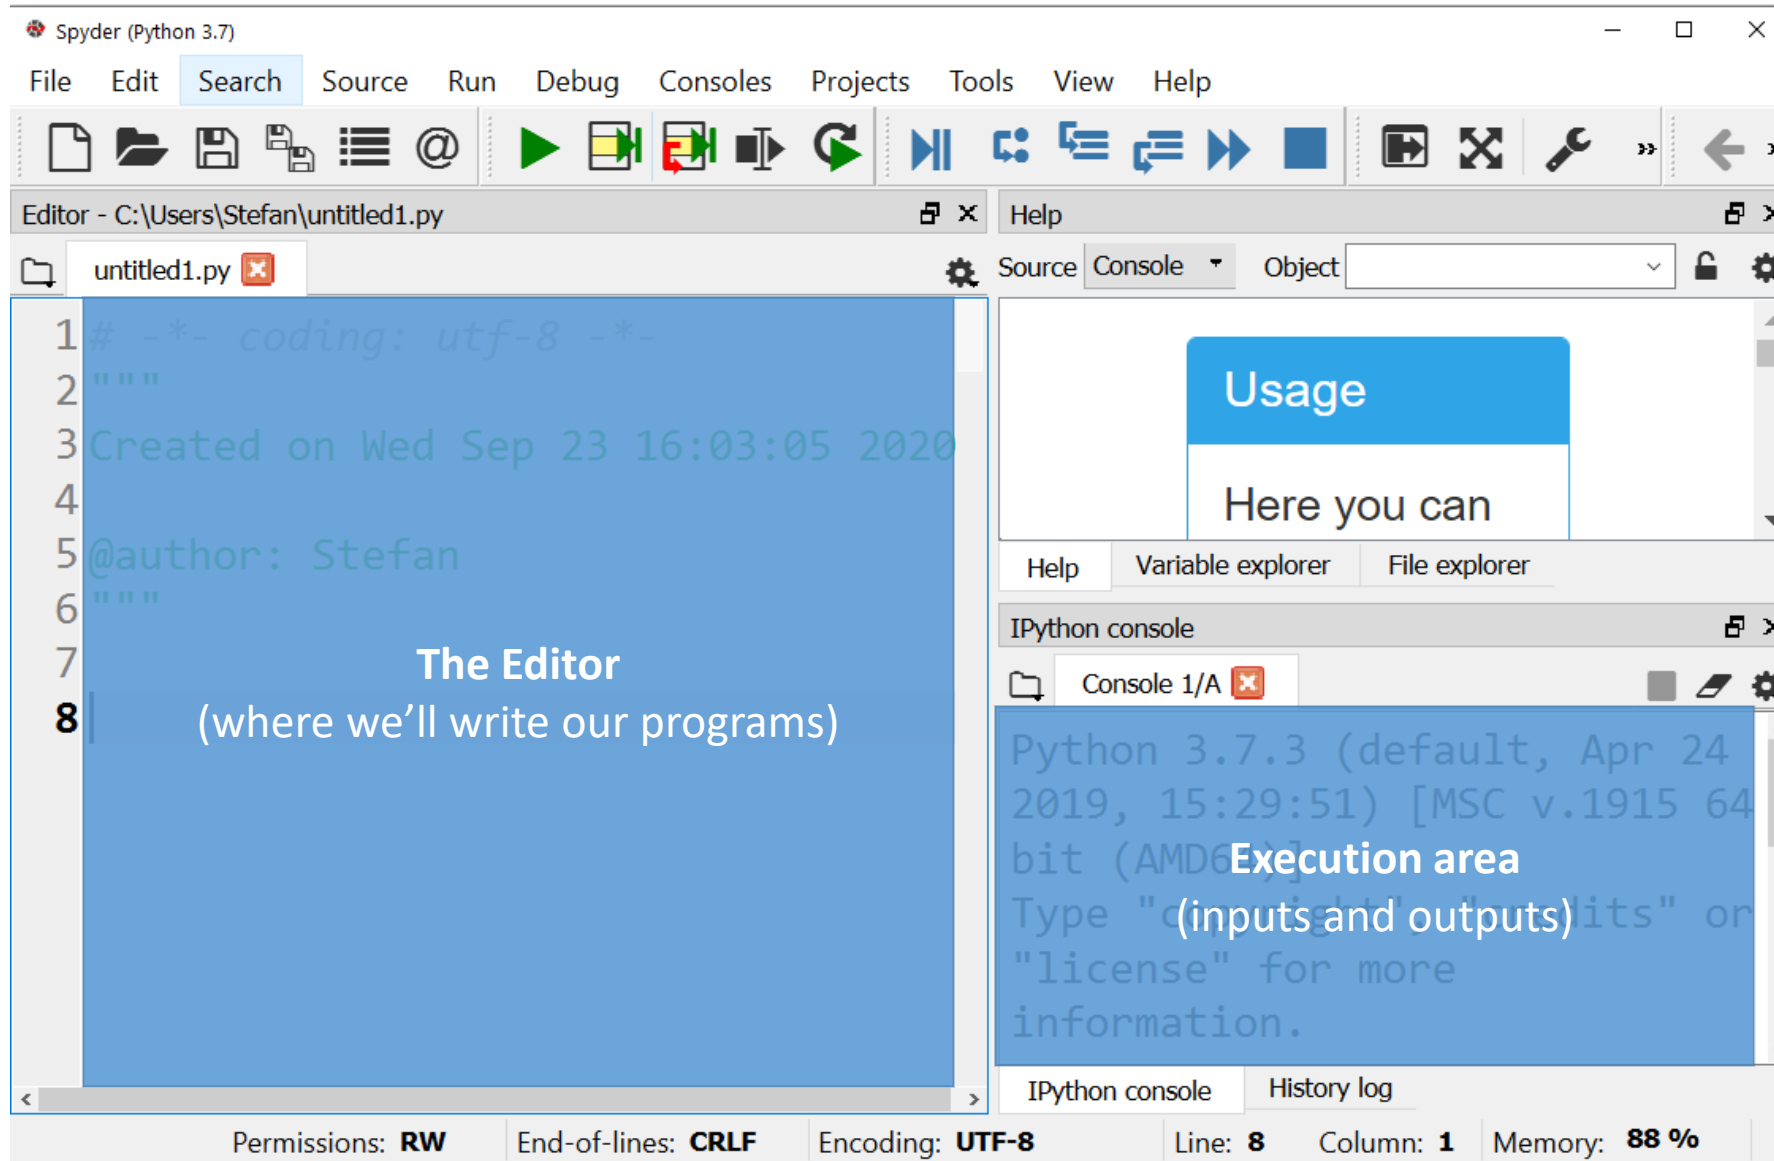 Spyder (Python 3.7)
File Edit Search Source Run Debug Consoles Projects Tools View Help
Editor - C:\Users\Stefan\untitled1.py
untitled1.py
1 # -*- coding: utf-8 -*-
2 """
3 Created on Wed Sep 23 16:03:05 2020
4
5 @author: Stefan
6 """
7
8
The Editor
(where we’ll write our programs)
Help
Source Console Object
Usage
Here you can
Help Variable explorer File explorer
IPython console
Console 1/A
Python 3.7.3 (default, Apr 24
2019, 15:29:51) [MSC v.1915 64
bit (AMD64)]
Type "copyright", "credits" or
"license" for more
information.
Execution area
(inputs and outputs)
IPython console History log
Permissions: RW End-of-lines: CRLF Encoding: UTF-8 Line: 8 Column: 1 Memory: 88 %